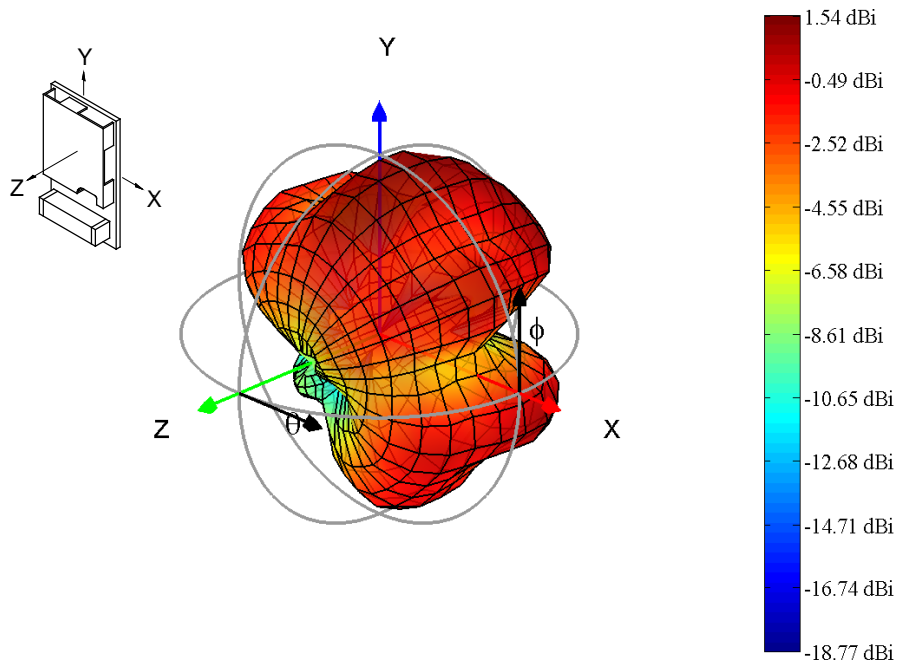 1.54 dBi
-0.49 dBi
-2.52 dBi
-4.55 dBi
-6.58 dBi
-8.61 dBi
-10.65 dBi
-12.68 dBi
-14.71 dBi
-16.74 dBi
-18.77 dBi
Y
Z
X
Y
ϕ
Z
θ
X